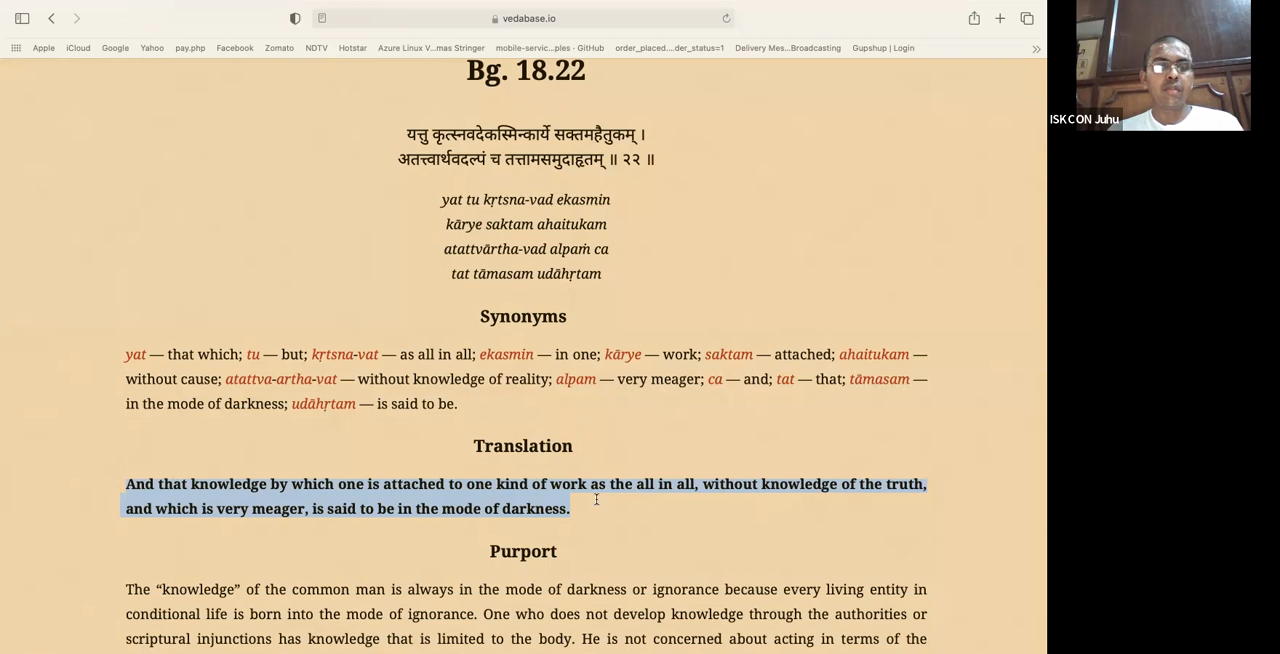 vedabase.io
Apple iCloud Google Yahoo pay.php Facebook Zomato NDTV Hotstar Azure Linux V...mas Stringer mobile-servic...ples · GitHub order_placed....der_status=1 Delivery Mes...Broadcasting Gupshup | Login
Bg. 18.22
यत्तु कृत्स्नवदेकस्मिन्कार्ये सक्तमहैतुकम् ।
अतत्त्वार्थवदल्पं च तत्तामसमुदाहृतम् ॥ २२ ॥
yat tu kṛtsna-vad ekasmin
kārye saktam ahaitukam
atattvārtha-vad alpaṁ ca
tat tāmasam udāhṛtam
Synonyms
yat — that which; tu — but; kṛtsna-vat — as all in all; ekasmin — in one; kārye — work; saktam — attached; ahaitukam —
without cause; atattva-artha-vat — without knowledge of reality; alpam — very meager; ca — and; tat — that; tāmasam —
in the mode of darkness; udāhṛtam — is said to be.
Translation
And that knowledge by which one is attached to one kind of work as the all in all, without knowledge of the truth,
and which is very meager, is said to be in the mode of darkness.
Purport
The “knowledge” of the common man is always in the mode of darkness or ignorance because every living entity in
conditional life is born into the mode of ignorance. One who does not develop knowledge through the authorities or
scriptural injunctions has knowledge that is limited to the body. He is not concerned about acting in terms of the
ISKCON Juhu